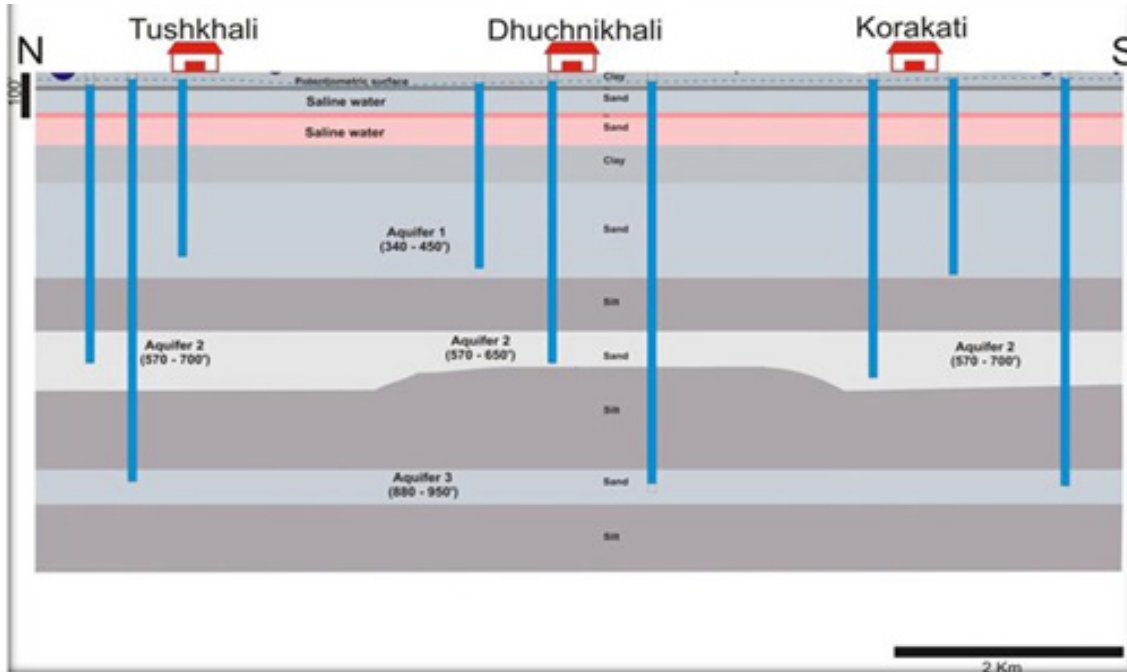 Tushkhali
Dhuchnikhali
Korakati
N
S
100'
Potentiometric surface
Clay
Saline water
Sand
Saline water
Sand
Clay
Aquifer 1
(340 - 450')
Sand
Silt
Aquifer 2
(570 - 700')
Aquifer 2
(570 - 650')
Sand
Aquifer 2
(570 - 700')
Silt
Aquifer 3
(880 - 950')
Sand
Silt
2 Km